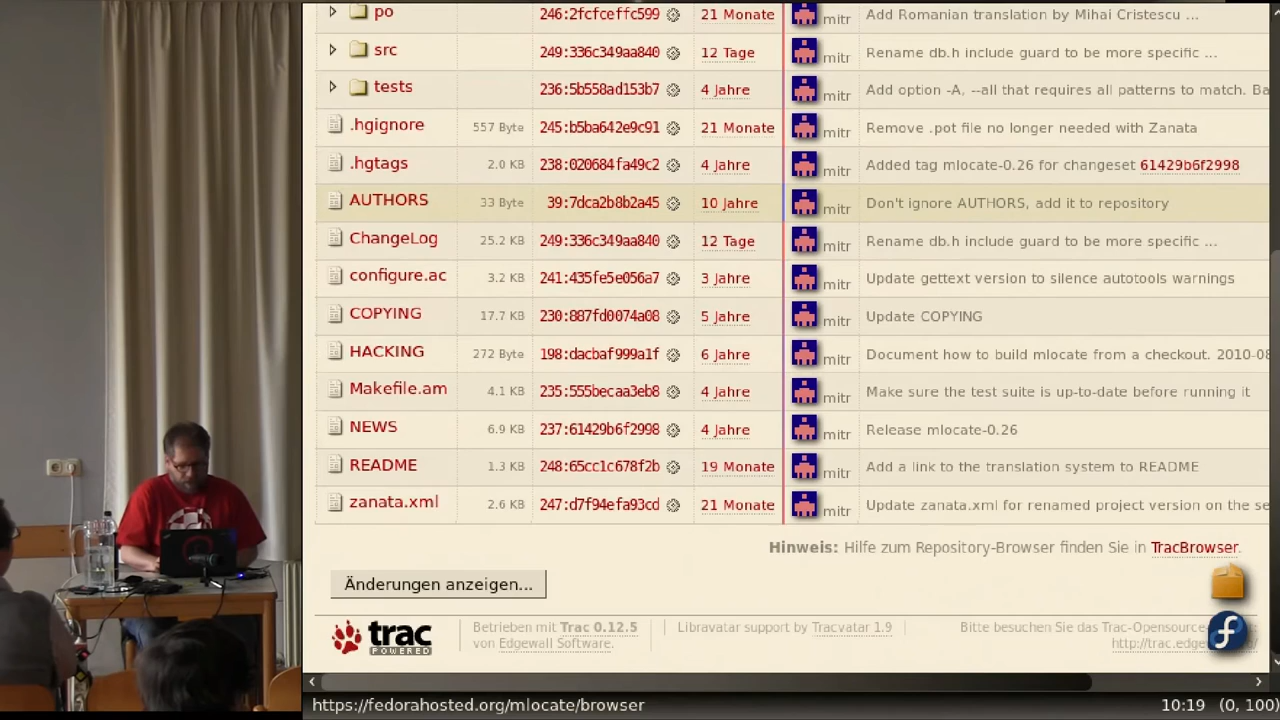 po 246:2fcfceffc599 21 Monate mitr Add Romanian translation by Mihai Cristescu ...
src 249:336c349aa840 12 Tage mitr Rename db.h include guard to be more specific ...
tests 236:5b558ad153b7 4 Jahre mitr Add option -A, --all that requires all patterns to match. Ba
.hgignore 557 Byte 245:b5ba642e9c91 21 Monate mitr Remove .pot file no longer needed with Zanata
.hgtags 2.0 KB 238:020684fa49c2 4 Jahre mitr Added tag mlocate-0.26 for changeset 61429b6f2998
AUTHORS 33 Byte 39:7dca2b8b2a45 10 Jahre mitr Don't ignore AUTHORS, add it to repository
ChangeLog 25.2 KB 249:336c349aa840 12 Tage mitr Rename db.h include guard to be more specific ...
configure.ac 3.2 KB 241:435fe5e056a7 3 Jahre mitr Update gettext version to silence autotools warnings
COPYING 17.7 KB 230:887fd0074a08 5 Jahre mitr Update COPYING
HACKING 272 Byte 198:dacbaf999a1f 6 Jahre mitr Document how to build mlocate from a checkout. 2010-08
Makefile.am 4.1 KB 235:555becaa3eb8 4 Jahre mitr Make sure the test suite is up-to-date before running it
NEWS 6.9 KB 237:61429b6f2998 4 Jahre mitr Release mlocate-0.26
README 1.3 KB 248:65cc1c678f2b 19 Monate mitr Add a link to the translation system to README
zanata.xml 2.6 KB 247:d7f94efa93cd 21 Monate mitr Update zanata.xml for renamed project version on the se
Hinweis: Hilfe zum Repository-Browser finden Sie in TracBrowser.
Änderungen anzeigen...
trac POWERED
Betrieben mit Trac 0.12.5
von Edgewall Software.
Libravatar support by Tracvatar 1.9
Bitte besuchen Sie das Trac-Opensource
http://trac.edge
https://fedorahosted.org/mlocate/browser 10:19 (0, 100)